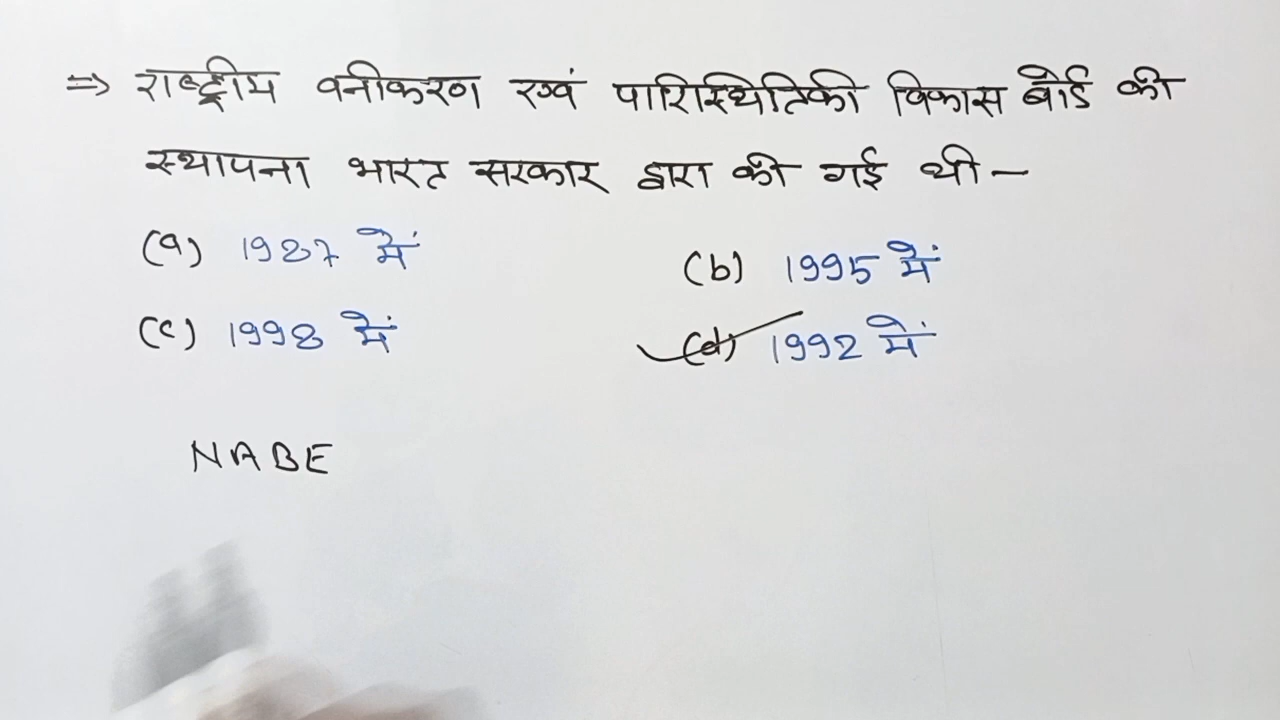 ⇒ राष्ट्रीय वनीकरण एवं पारिस्थितिकी विकास बोर्ड की
स्थापना भारत सरकार द्वारा की गई थी –
(a) 1987 में (b) 1995 में
(c) 1998 में (d) 1992 में
NABE